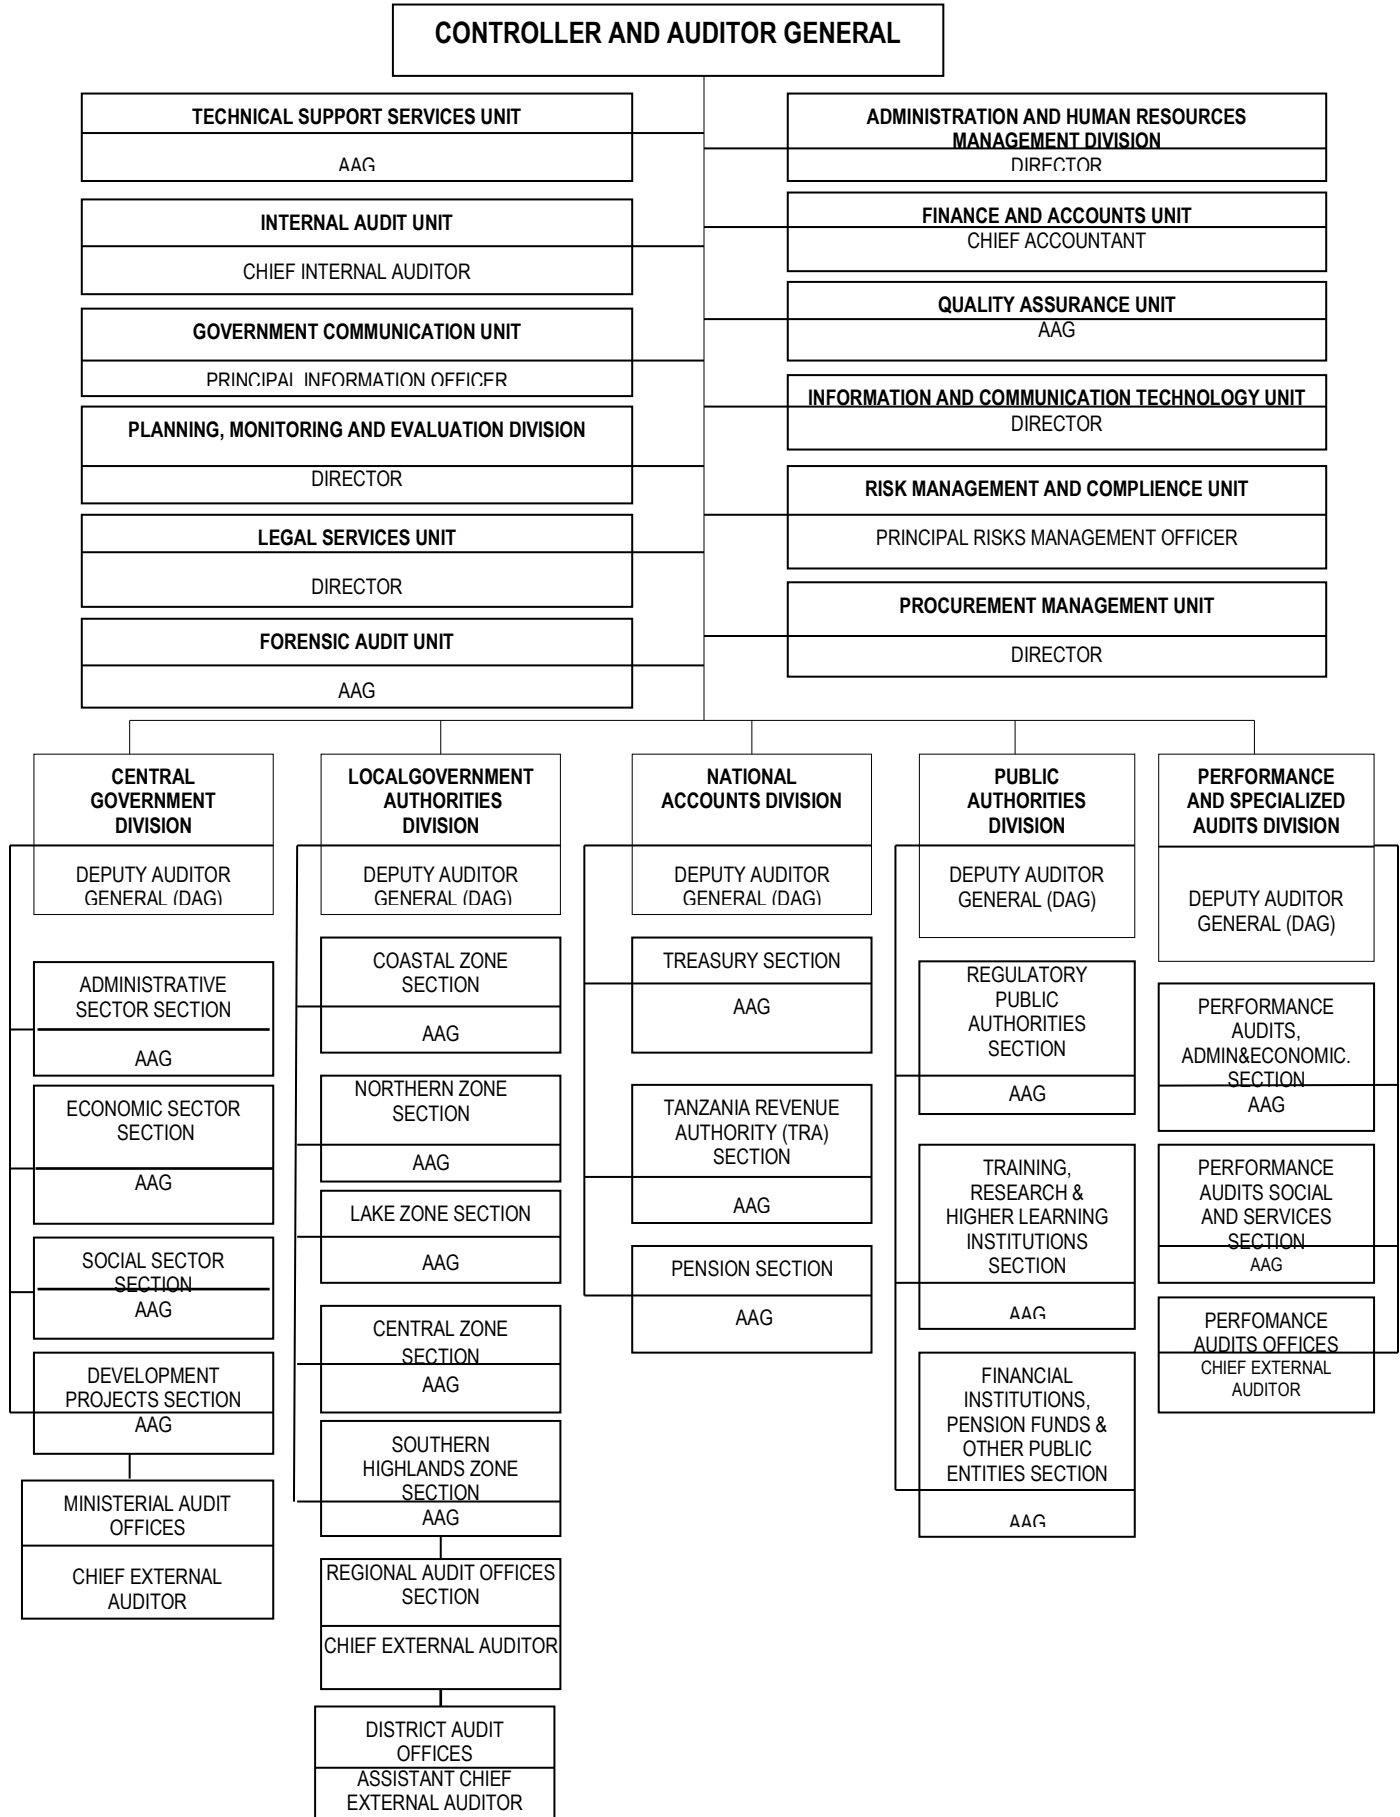 CONTROLLER AND AUDITOR GENERAL
TECHNICAL SUPPORT SERVICES UNIT
AAG
INTERNAL AUDIT UNIT
CHIEF INTERNAL AUDITOR
GOVERNMENT COMMUNICATION UNIT
PRINCIPAL INFORMATION OFFICER
PLANNING, MONITORING AND EVALUATION DIVISION
DIRECTOR
LEGAL SERVICES UNIT
DIRECTOR
FORENSIC AUDIT UNIT
AAG
ADMINISTRATION AND HUMAN RESOURCES
MANAGEMENT DIVISION
DIRECTOR
FINANCE AND ACCOUNTS UNIT
CHIEF ACCOUNTANT
QUALITY ASSURANCE UNIT
AAG
INFORMATION AND COMMUNICATION TECHNOLOGY UNIT
DIRECTOR
RISK MANAGEMENT AND COMPLIENCE UNIT
PRINCIPAL RISKS MANAGEMENT OFFICER
PROCUREMENT MANAGEMENT UNIT
DIRECTOR
CENTRAL
GOVERNMENT
DIVISION
DEPUTY AUDITOR
GENERAL (DAG)
ADMINISTRATIVE
SECTOR SECTION
AAG
ECONOMIC SECTOR
SECTION
AAG
SOCIAL SECTOR
SECTION
AAG
DEVELOPMENT
PROJECTS SECTION
AAG
MINISTERIAL AUDIT
OFFICES
CHIEF EXTERNAL
AUDITOR
LOCALGOVERNMENT
AUTHORITIES
DIVISION
DEPUTY AUDITOR
GENERAL (DAG)
COASTAL ZONE
SECTION
AAG
NORTHERN ZONE
SECTION
AAG
LAKE ZONE SECTION
AAG
CENTRAL ZONE
SECTION
AAG
SOUTHERN
HIGHLANDS ZONE
SECTION
AAG
REGIONAL AUDIT OFFICES
SECTION
CHIEF EXTERNAL AUDITOR
DISTRICT AUDIT
OFFICES
ASSISTANT CHIEF
EXTERNAL AUDITOR
NATIONAL
ACCOUNTS DIVISION
DEPUTY AUDITOR
GENERAL (DAG)
TREASURY SECTION
AAG
TANZANIA REVENUE
AUTHORITY (TRA)
SECTION
AAG
PENSION SECTION
AAG
PUBLIC
AUTHORITIES
DIVISION
DEPUTY AUDITOR
GENERAL (DAG)
REGULATORY
PUBLIC
AUTHORITIES
SECTION
AAG
TRAINING,
RESEARCH &
HIGHER LEARNING
INSTITUTIONS
SECTION
AAG
FINANCIAL
INSTITUTIONS,
PENSION FUNDS &
OTHER PUBLIC
ENTITIES SECTION
AAG
PERFORMANCE
AND SPECIALIZED
AUDITS DIVISION
DEPUTY AUDITOR
GENERAL (DAG)
PERFORMANCE
AUDITS,
ADMIN&ECONOMIC.
SECTION
AAG
PERFORMANCE
AUDITS SOCIAL
AND SERVICES
SECTION
AAG
PERFOMANCE
AUDITS OFFICES
CHIEF EXTERNAL
AUDITOR